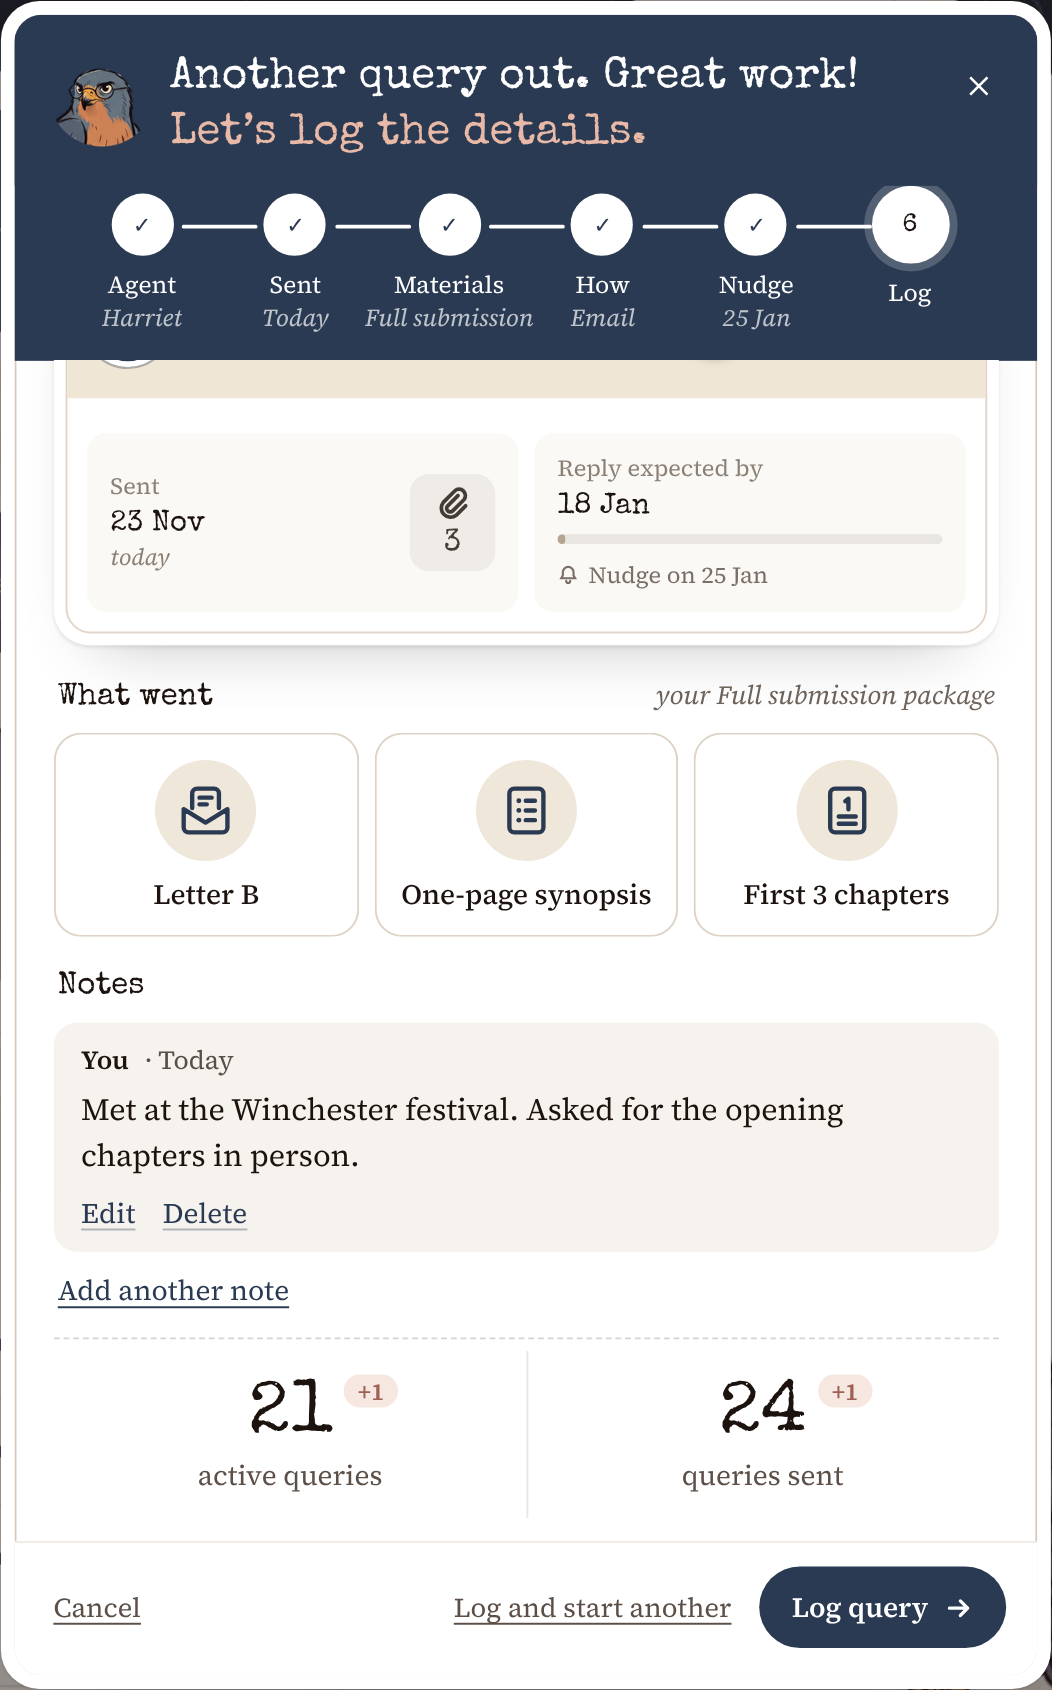 Another query out. Great work!
Let’s log the details.
✓ ✓ ✓ ✓ ✓ 6
Agent Sent Materials How Nudge Log
Harriet Today Full submission Email 25 Jan
Sent
23 Nov
today
3
Reply expected by
18 Jan
Nudge on 25 Jan
What went
your Full submission package
Letter B
One-page synopsis
1
First 3 chapters
Notes
You · Today
Met at the Winchester festival. Asked for the opening
chapters in person.
Edit Delete
Add another note
21 +1
active queries
24 +1
queries sent
Cancel
Log and start another
Log query →